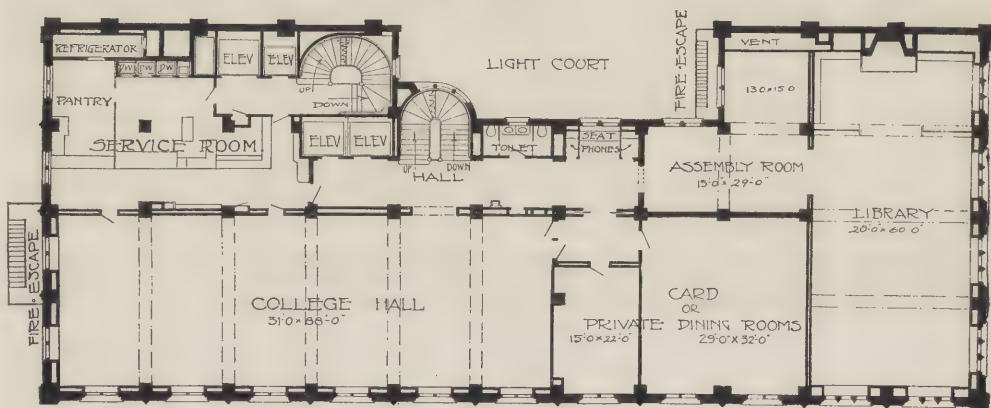 REFRIGERATOR
ELEV
ELEV
UP
DOWN
LIGHT COURT
FIRE ESCAPE
VENT
13-0×15-0
DW
DW
DW
PANTRY
SERVICE ROOM
ELEV
ELEV
UP
DOWN
TOILET
SEAT
PHONES
HALL
ASSEMBLY ROOM
15'-0"×29'-0"
LIBRARY
20'-0"×60'-0"
FIRE ESCAPE
COLLEGE HALL
31'-0×88'-0"
CARD
OR
PRIVATE DINING ROOMS
15'-0×22'-0"
29'-0"×32'-0"